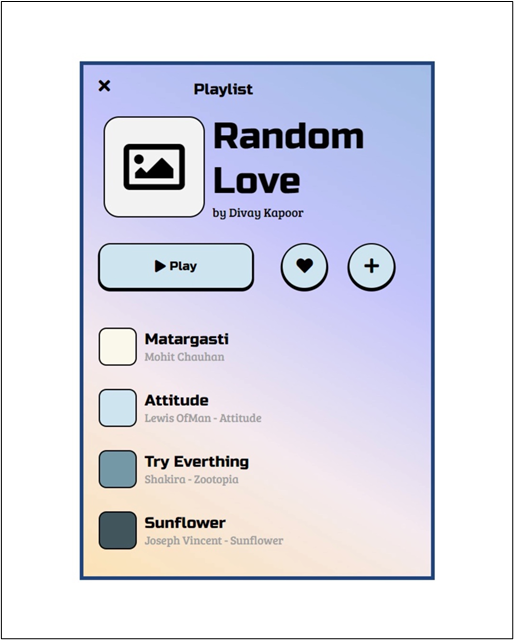 Playlist
Random
Love
by Divay Kapoor
Play
Matargasti
Mohit Chauhan
Attitude
Lewis OfMan - Attitude
Try Everthing
Shakira - Zootopia
Sunflower
Joseph Vincent - Sunflower